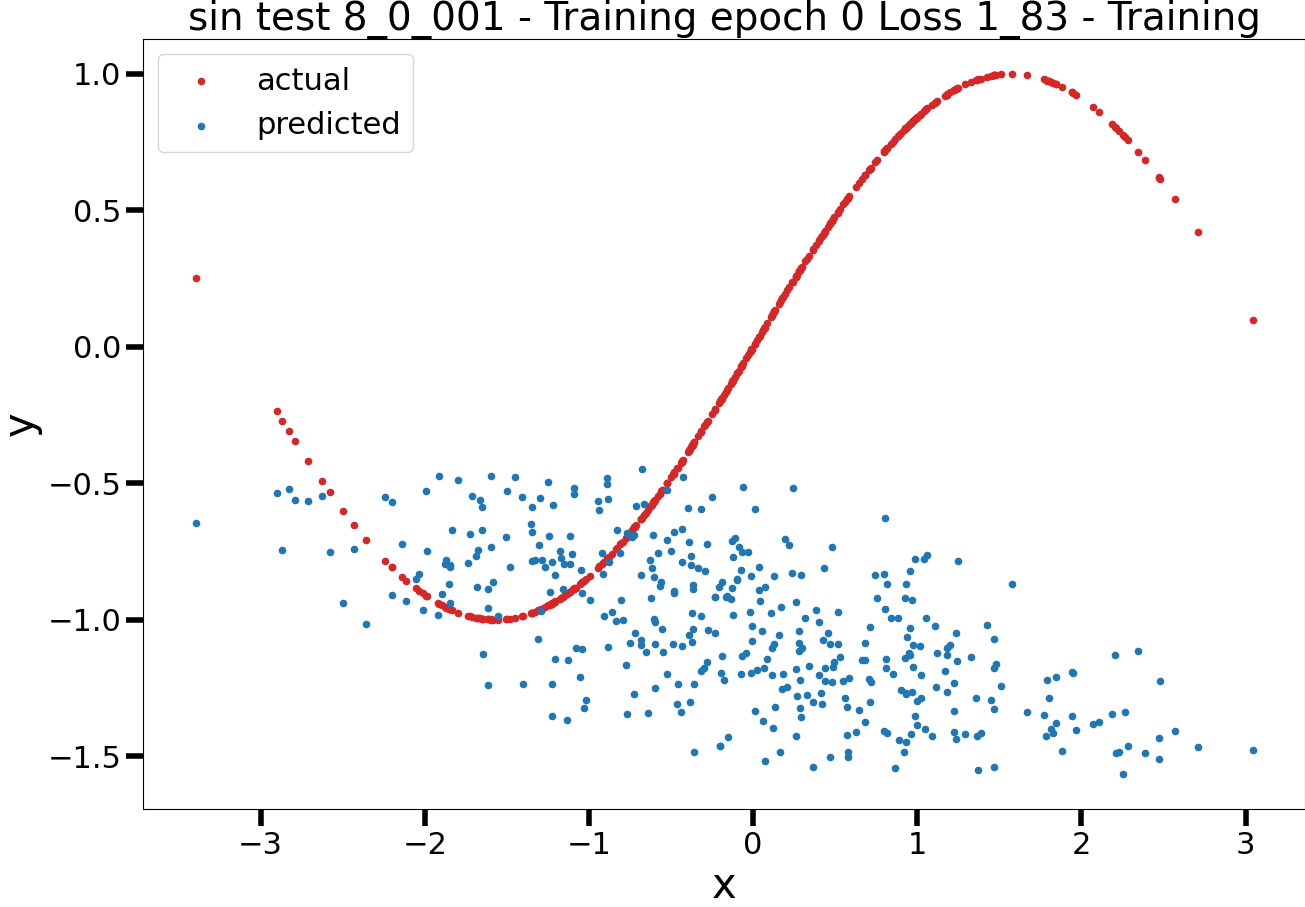 sin test 8_0_001 - Training epoch 0 Loss 1_83 - Training
actual
predicted
1.0
0.5
0.0
−0.5
−1.0
−1.5
y
−3 −2 −1 0 1 2 3
x